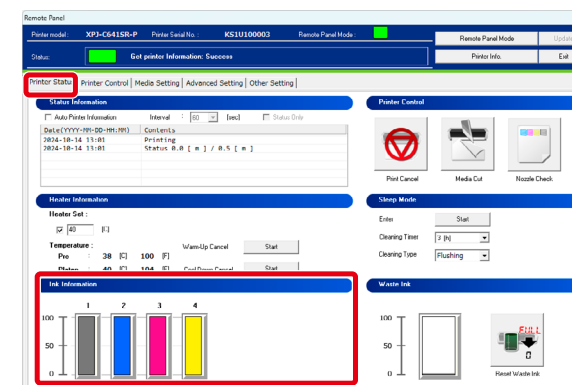 Remote Panel
Printer model : XPJ-C641SR-P Printer Serial No. : KS1U100003 Remote Panel Mode : Remote Panel Mode Update
Status: Get printer Information: Success Printer Info. Exit
Printer Status Printer Control Media Setting Advanced Setting Other Setting
Status Information
Auto Printer Information Interval : 60 [sec] Status Only
Date(YYYY-MM-DD-HH:MM) Contents
2024-10-14 13:01 Printing
2024-10-14 13:01 Status 0.0 [ m ] / 0.5 [ m ]
Printer Control
Print Cancel Media Cut Nozzle Check
Heater Information
Heater Set :
40 [C]
Temperature : Warm-Up Cancel Start
Pre : 38 [C] 100 [F]
Platen : 40 [C] 104 [F] Cool Down Cancel Start
Sleep Mode
Enter Start
Cleaning Timer 3 [h]
Cleaning Type Flushing
Ink Information
1 2 3 4
100
50
0
Waste Ink
100
50
0
FULL
0
Reset Waste Ink